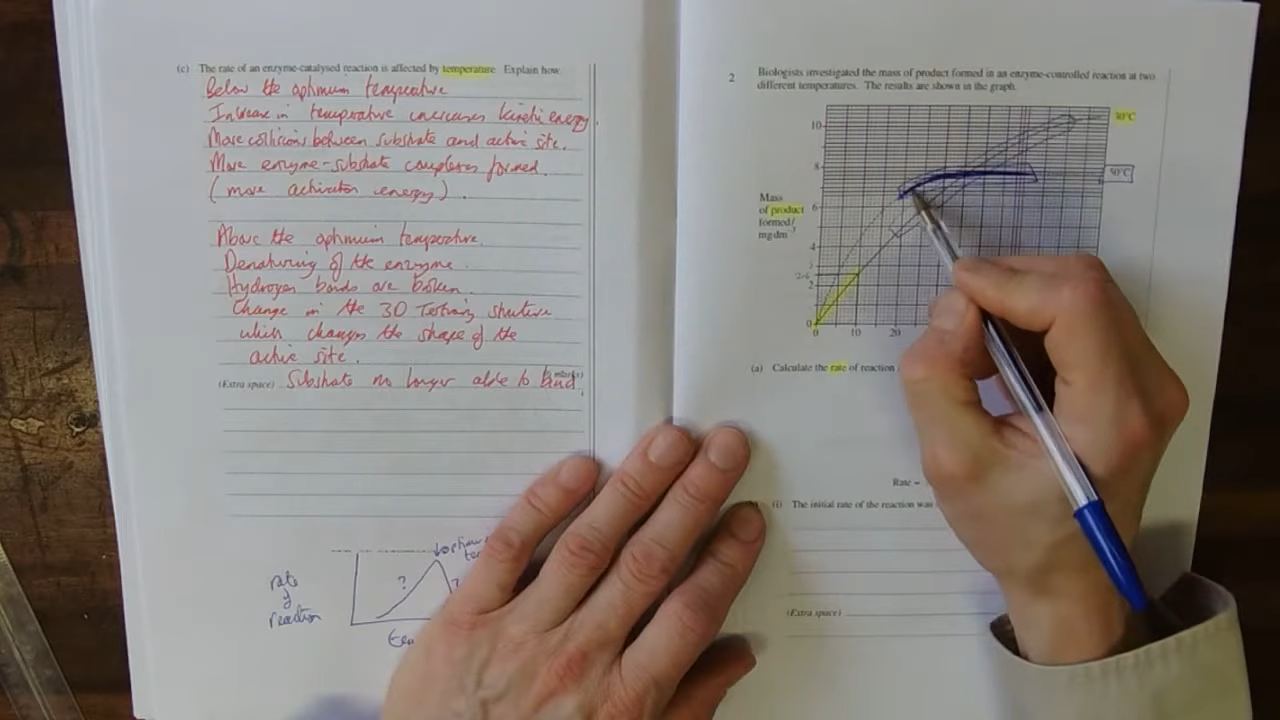 (c) The rate of an enzyme-catalysed reaction is affected by temperature. Explain how.
Below the optimum temperature
Increase in temperature increases kinetic energy.
More collisions between substrate and active site.
More enzyme-substrate complexes formed.
(more activation energy).
Above the optimum temperature.
Denaturing of the enzyme.
Hydrogen bonds are broken.
Change in the 3D Tertiary structure
which changes the shape of the
active site.
(Extra space) Substrate no longer able to bind.
rate
of
reaction
?
2
Biologists investigated the mass of product formed in an enzyme-controlled reaction at two
different temperatures. The results are shown in the graph.
30°C
50°C
Mass
of product
formed/
mg dm
10
8
6
4
2
0
0 10 20
(a) Calculate the rate of reaction
Rate =
(i) The initial rate of the reaction was
(Extra space)